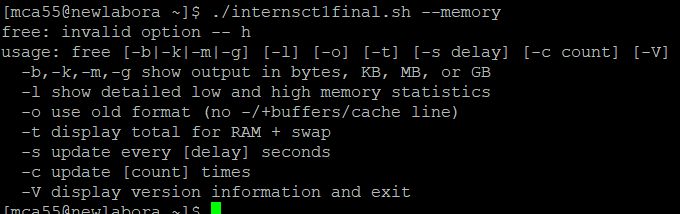 [mca55@newlabora ~]$ ./internsct1final.sh --memory
free: invalid option -- h
usage: free [-b|-k|-m|-g] [-l] [-o] [-t] [-s delay] [-c count] [-V]
  -b,-k,-m,-g show output in bytes, KB, MB, or GB
  -l show detailed low and high memory statistics
  -o use old format (no -/+buffers/cache line)
  -t display total for RAM + swap
  -s update every [delay] seconds
  -c update [count] times
  -V display version information and exit
[mca55@newlabora ~]$